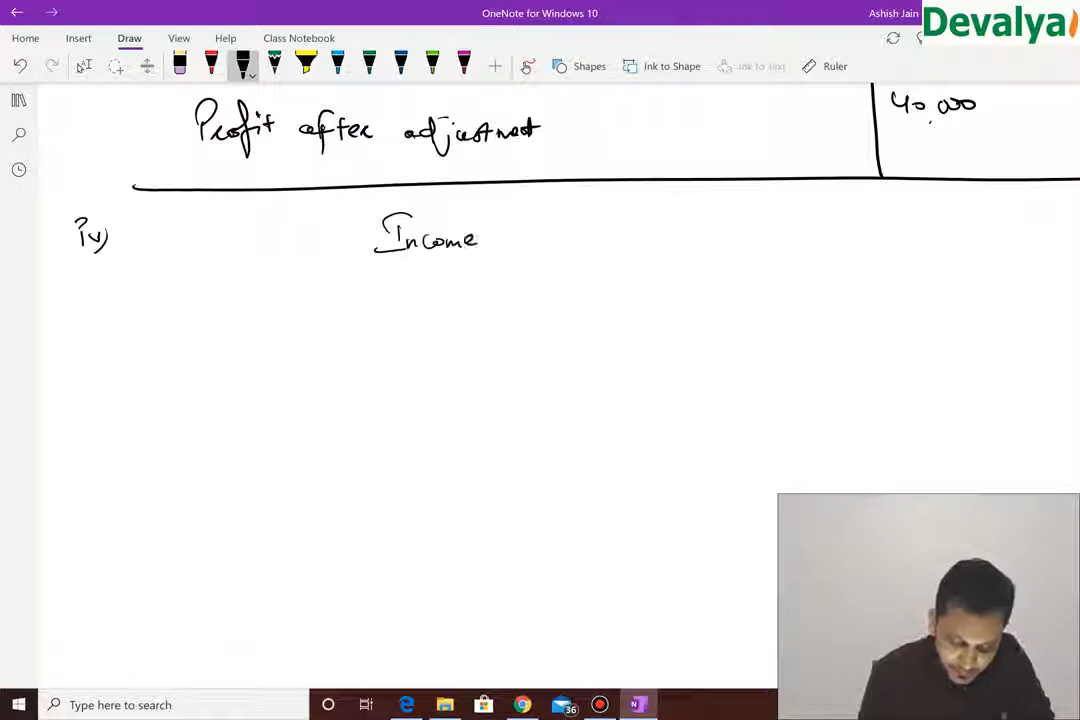 OneNote for Windows 10
Ashish Jain
Devalya
Home Insert Draw View Help Class Notebook
Shapes Ink to Shape Ink to Text Ruler
40,000
Profit after adjustment
iv) Income
36
Type here to search